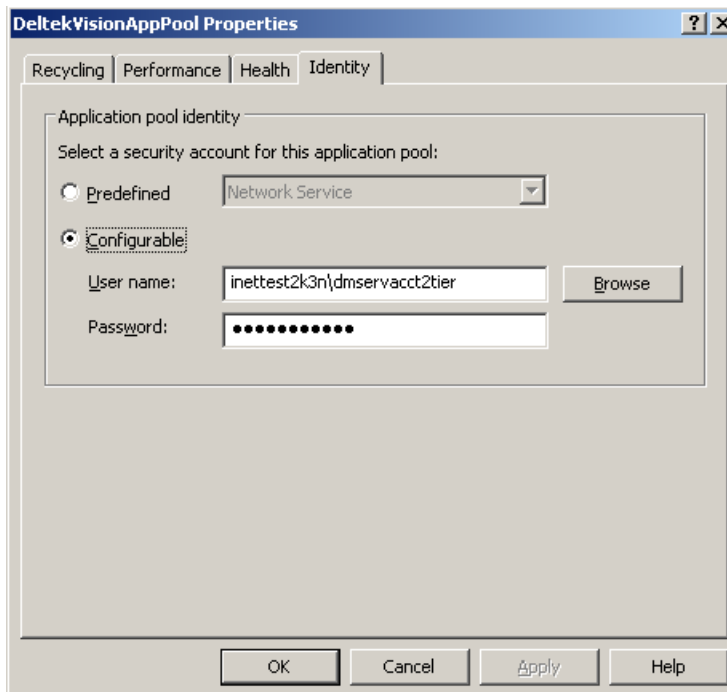 DeltekVisionAppPool Properties
Recycling Performance Health Identity
Application pool identity
Select a security account for this application pool:
Predefined Network Service
Configurable
User name: inettest2k3n\dmservacct2tier Browse
Password: ●●●●●●●●●●●
OK Cancel Apply Help